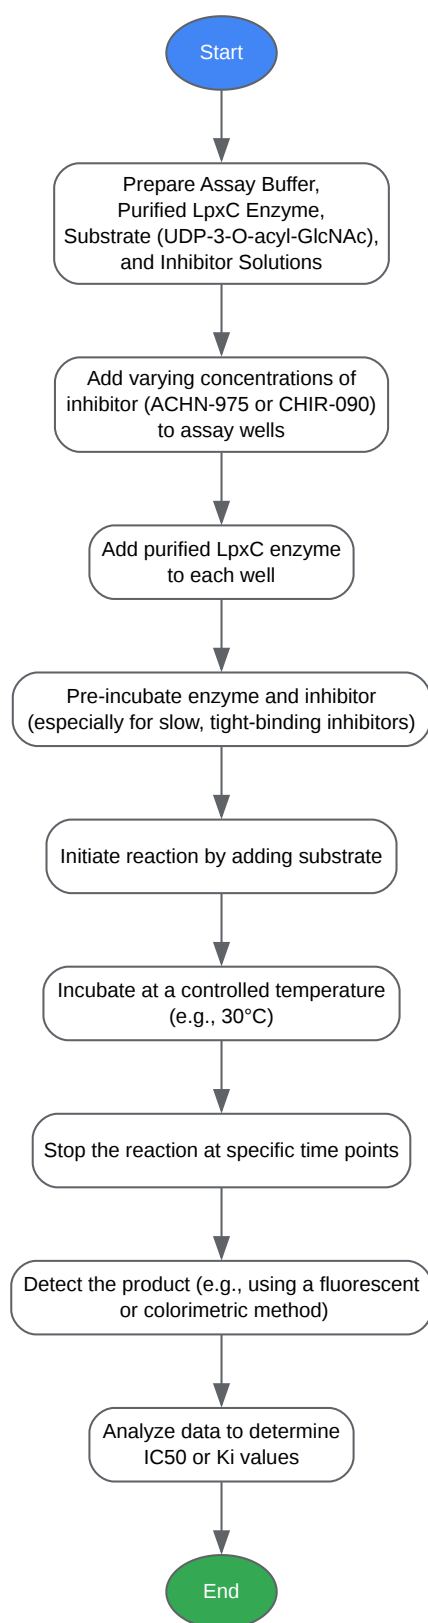 Start
Prepare Assay Buffer,
Purified LpxC Enzyme,
Substrate (UDP-3-O-acyl-GlcNAc),
and Inhibitor Solutions
Add varying concentrations of
inhibitor (ACHN-975 or CHIR-090)
to assay wells
Add purified LpxC enzyme
to each well
Pre-incubate enzyme and inhibitor
(especially for slow, tight-binding inhibitors)
Initiate reaction by adding substrate
Incubate at a controlled temperature
(e.g., 30°C)
Stop the reaction at specific time points
Detect the product (e.g., using a fluorescent
or colorimetric method)
Analyze data to determine
IC50 or Ki values
End